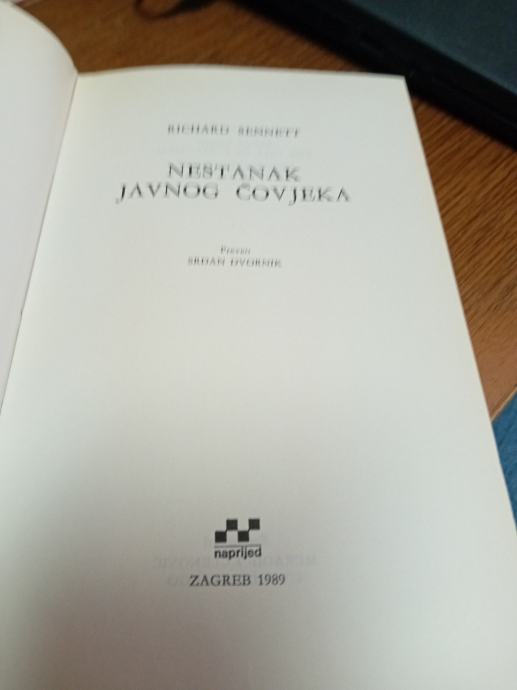 RICHARD SENNETT
NESTANAK
JAVNOG ČOVJEKA
Preveo
SRĐAN DVORNIK
naprijed
ZAGREB 1989